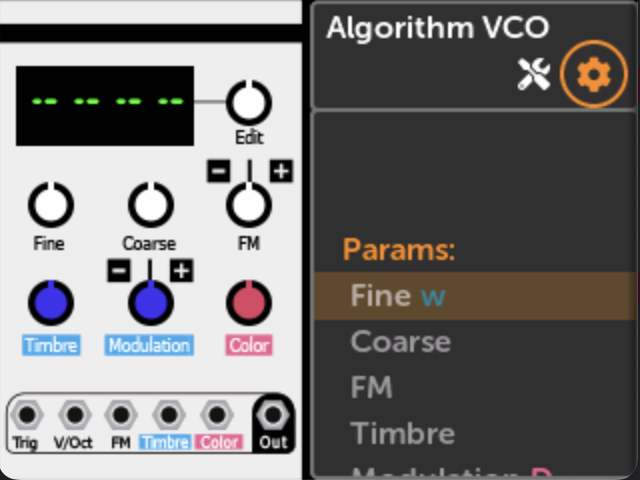 Algorithm VCO
-- -- -- --
Edit
− +
Fine Coarse FM
− +
Timbre Modulation Color
Trig V/Oct FM Timbre Color Out
Params:
Fine w
Coarse
FM
Timbre
Modulation D